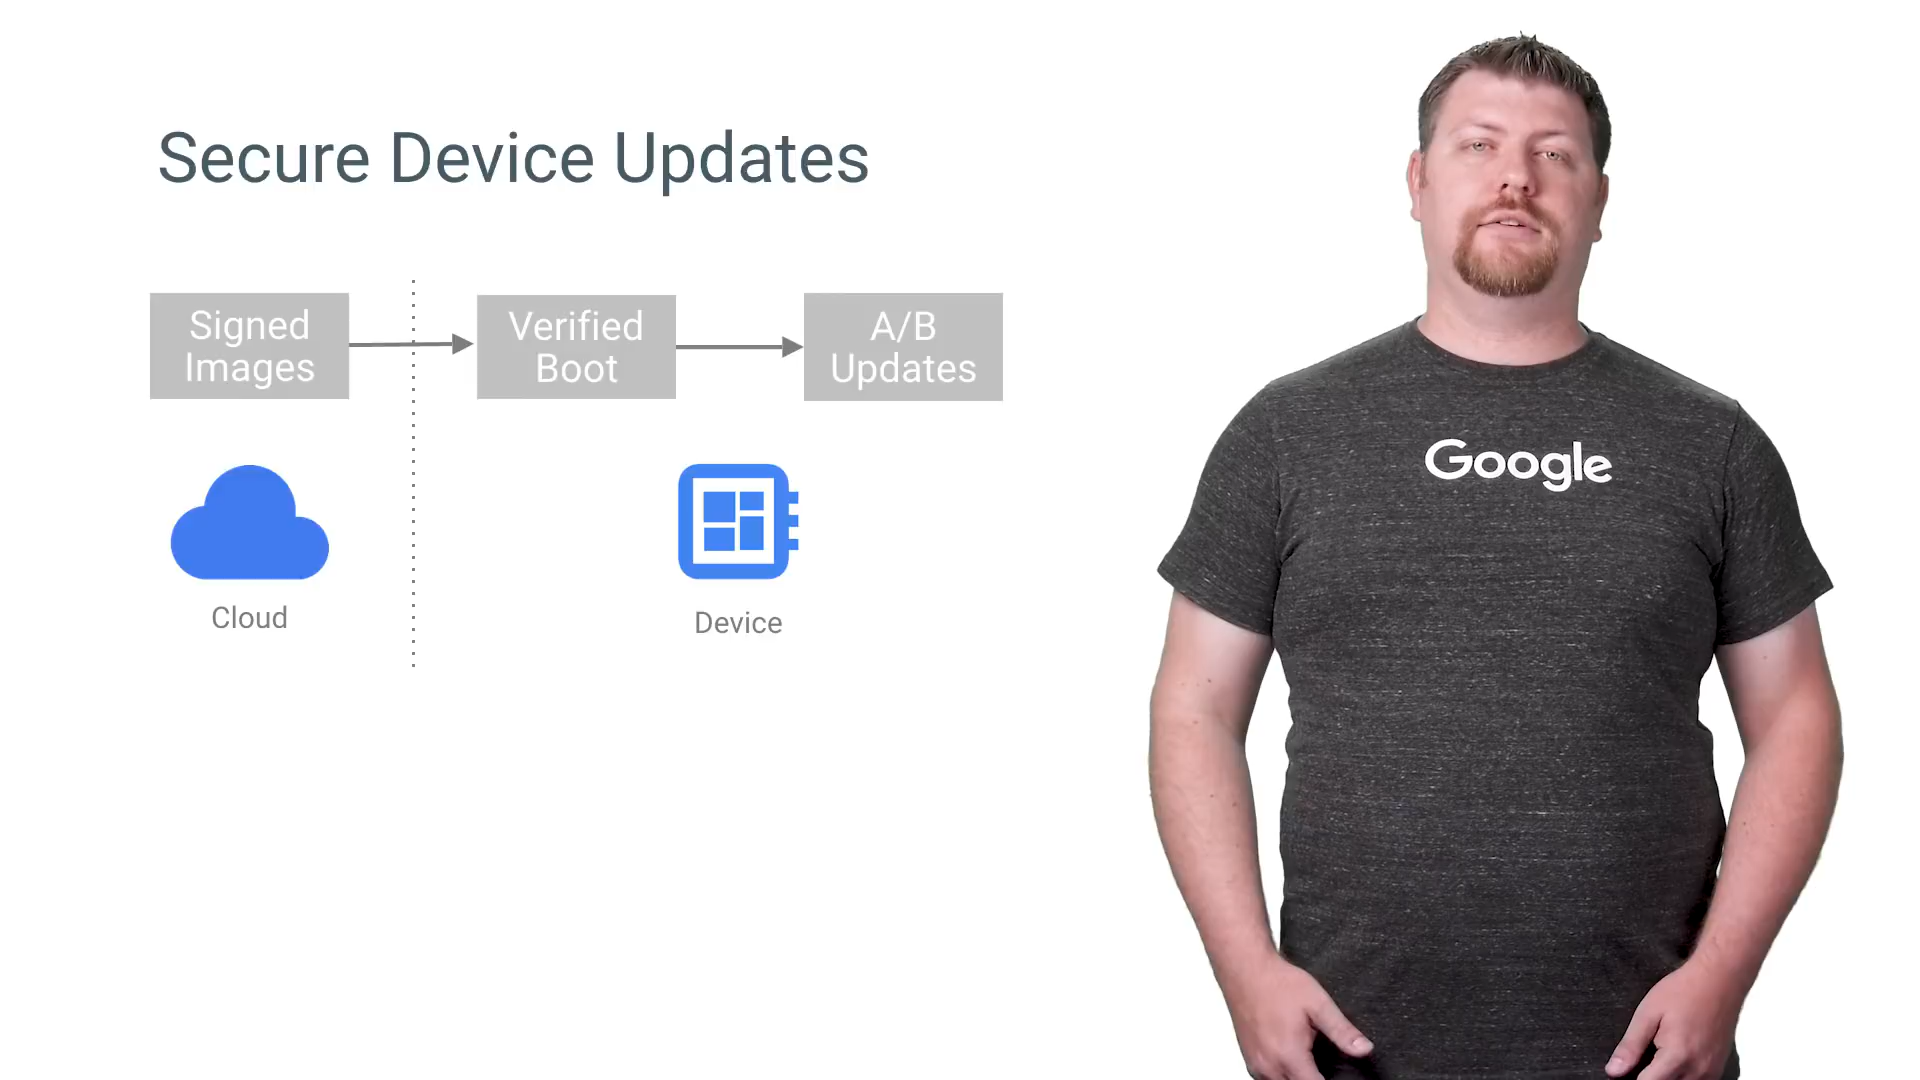 Secure Device Updates
Signed
Images
Verified
Boot
A/B
Updates
Cloud
Device
Google